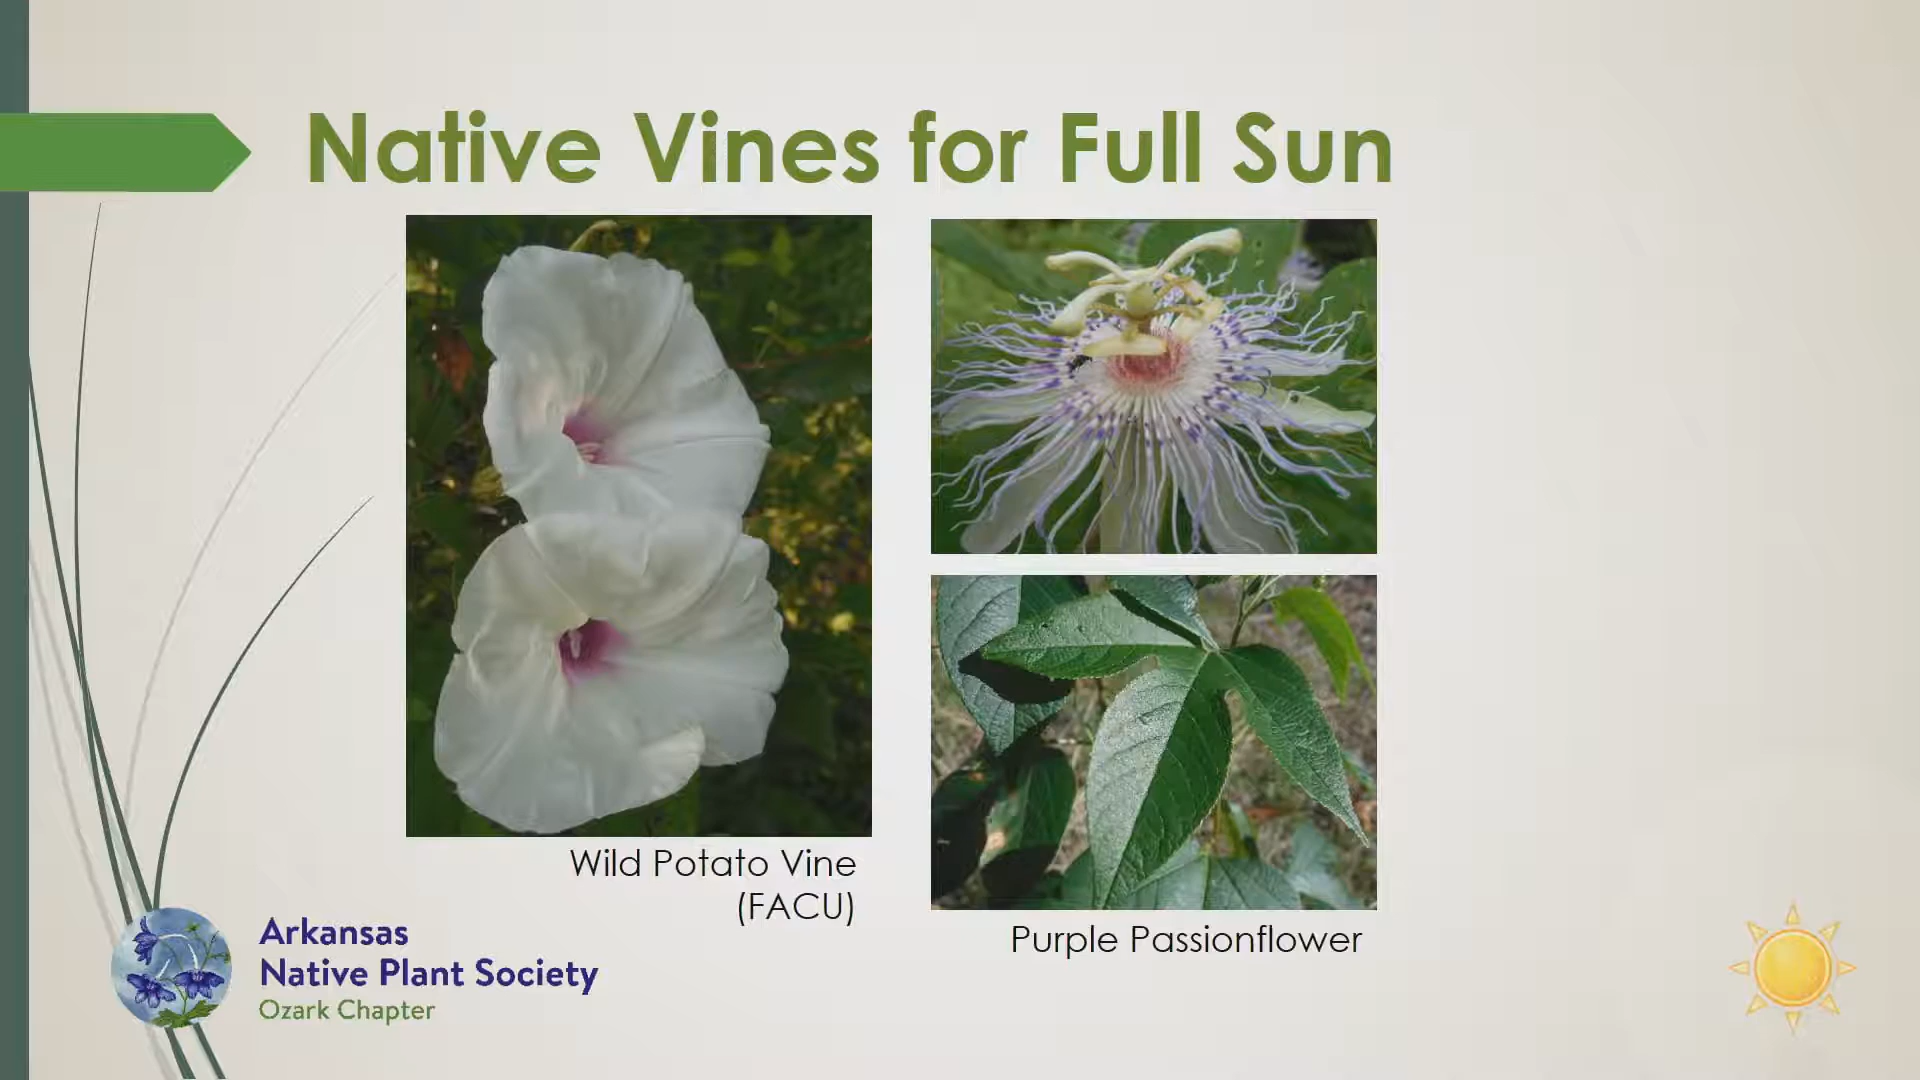 Native Vines for Full Sun
Wild Potato Vine
(FACU)
Purple Passionflower
Arkansas
Native Plant Society
Ozark Chapter